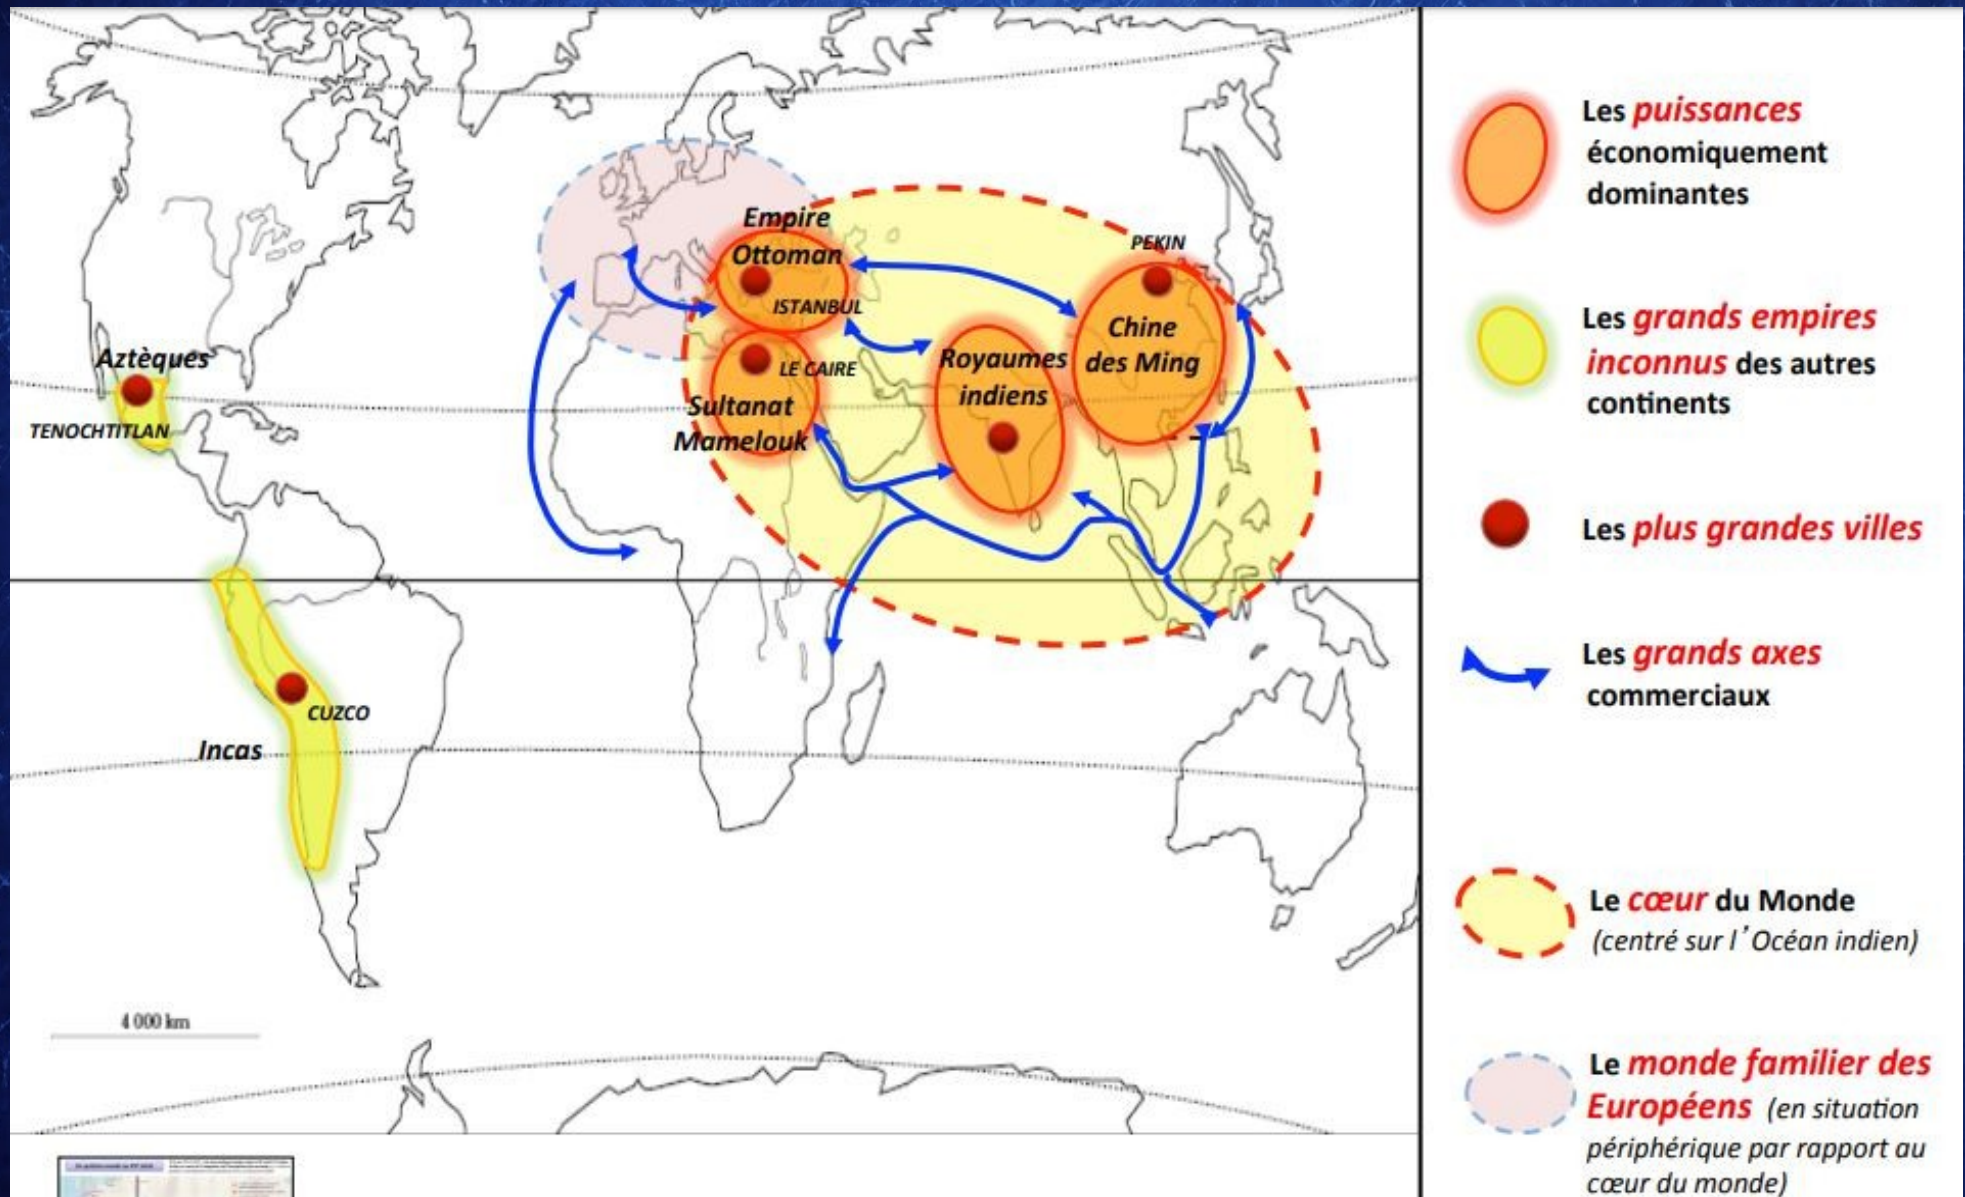 Empire
Ottoman
ISTANBUL
PEKIN
Chine
des Ming
Royaumes
indiens
LE CAIRE
Sultanat
Mamelouk
Aztèques
TENOCHTITLAN
CUZCO
Incas
4 000 km
Les puissances
économiquement
dominantes
Les grands empires
inconnus des autres
continents
Les plus grandes villes
Les grands axes
commerciaux
Le cœur du Monde
(centré sur l'Océan indien)
Le monde familier des
Européens (en situation
périphérique par rapport au
cœur du monde)